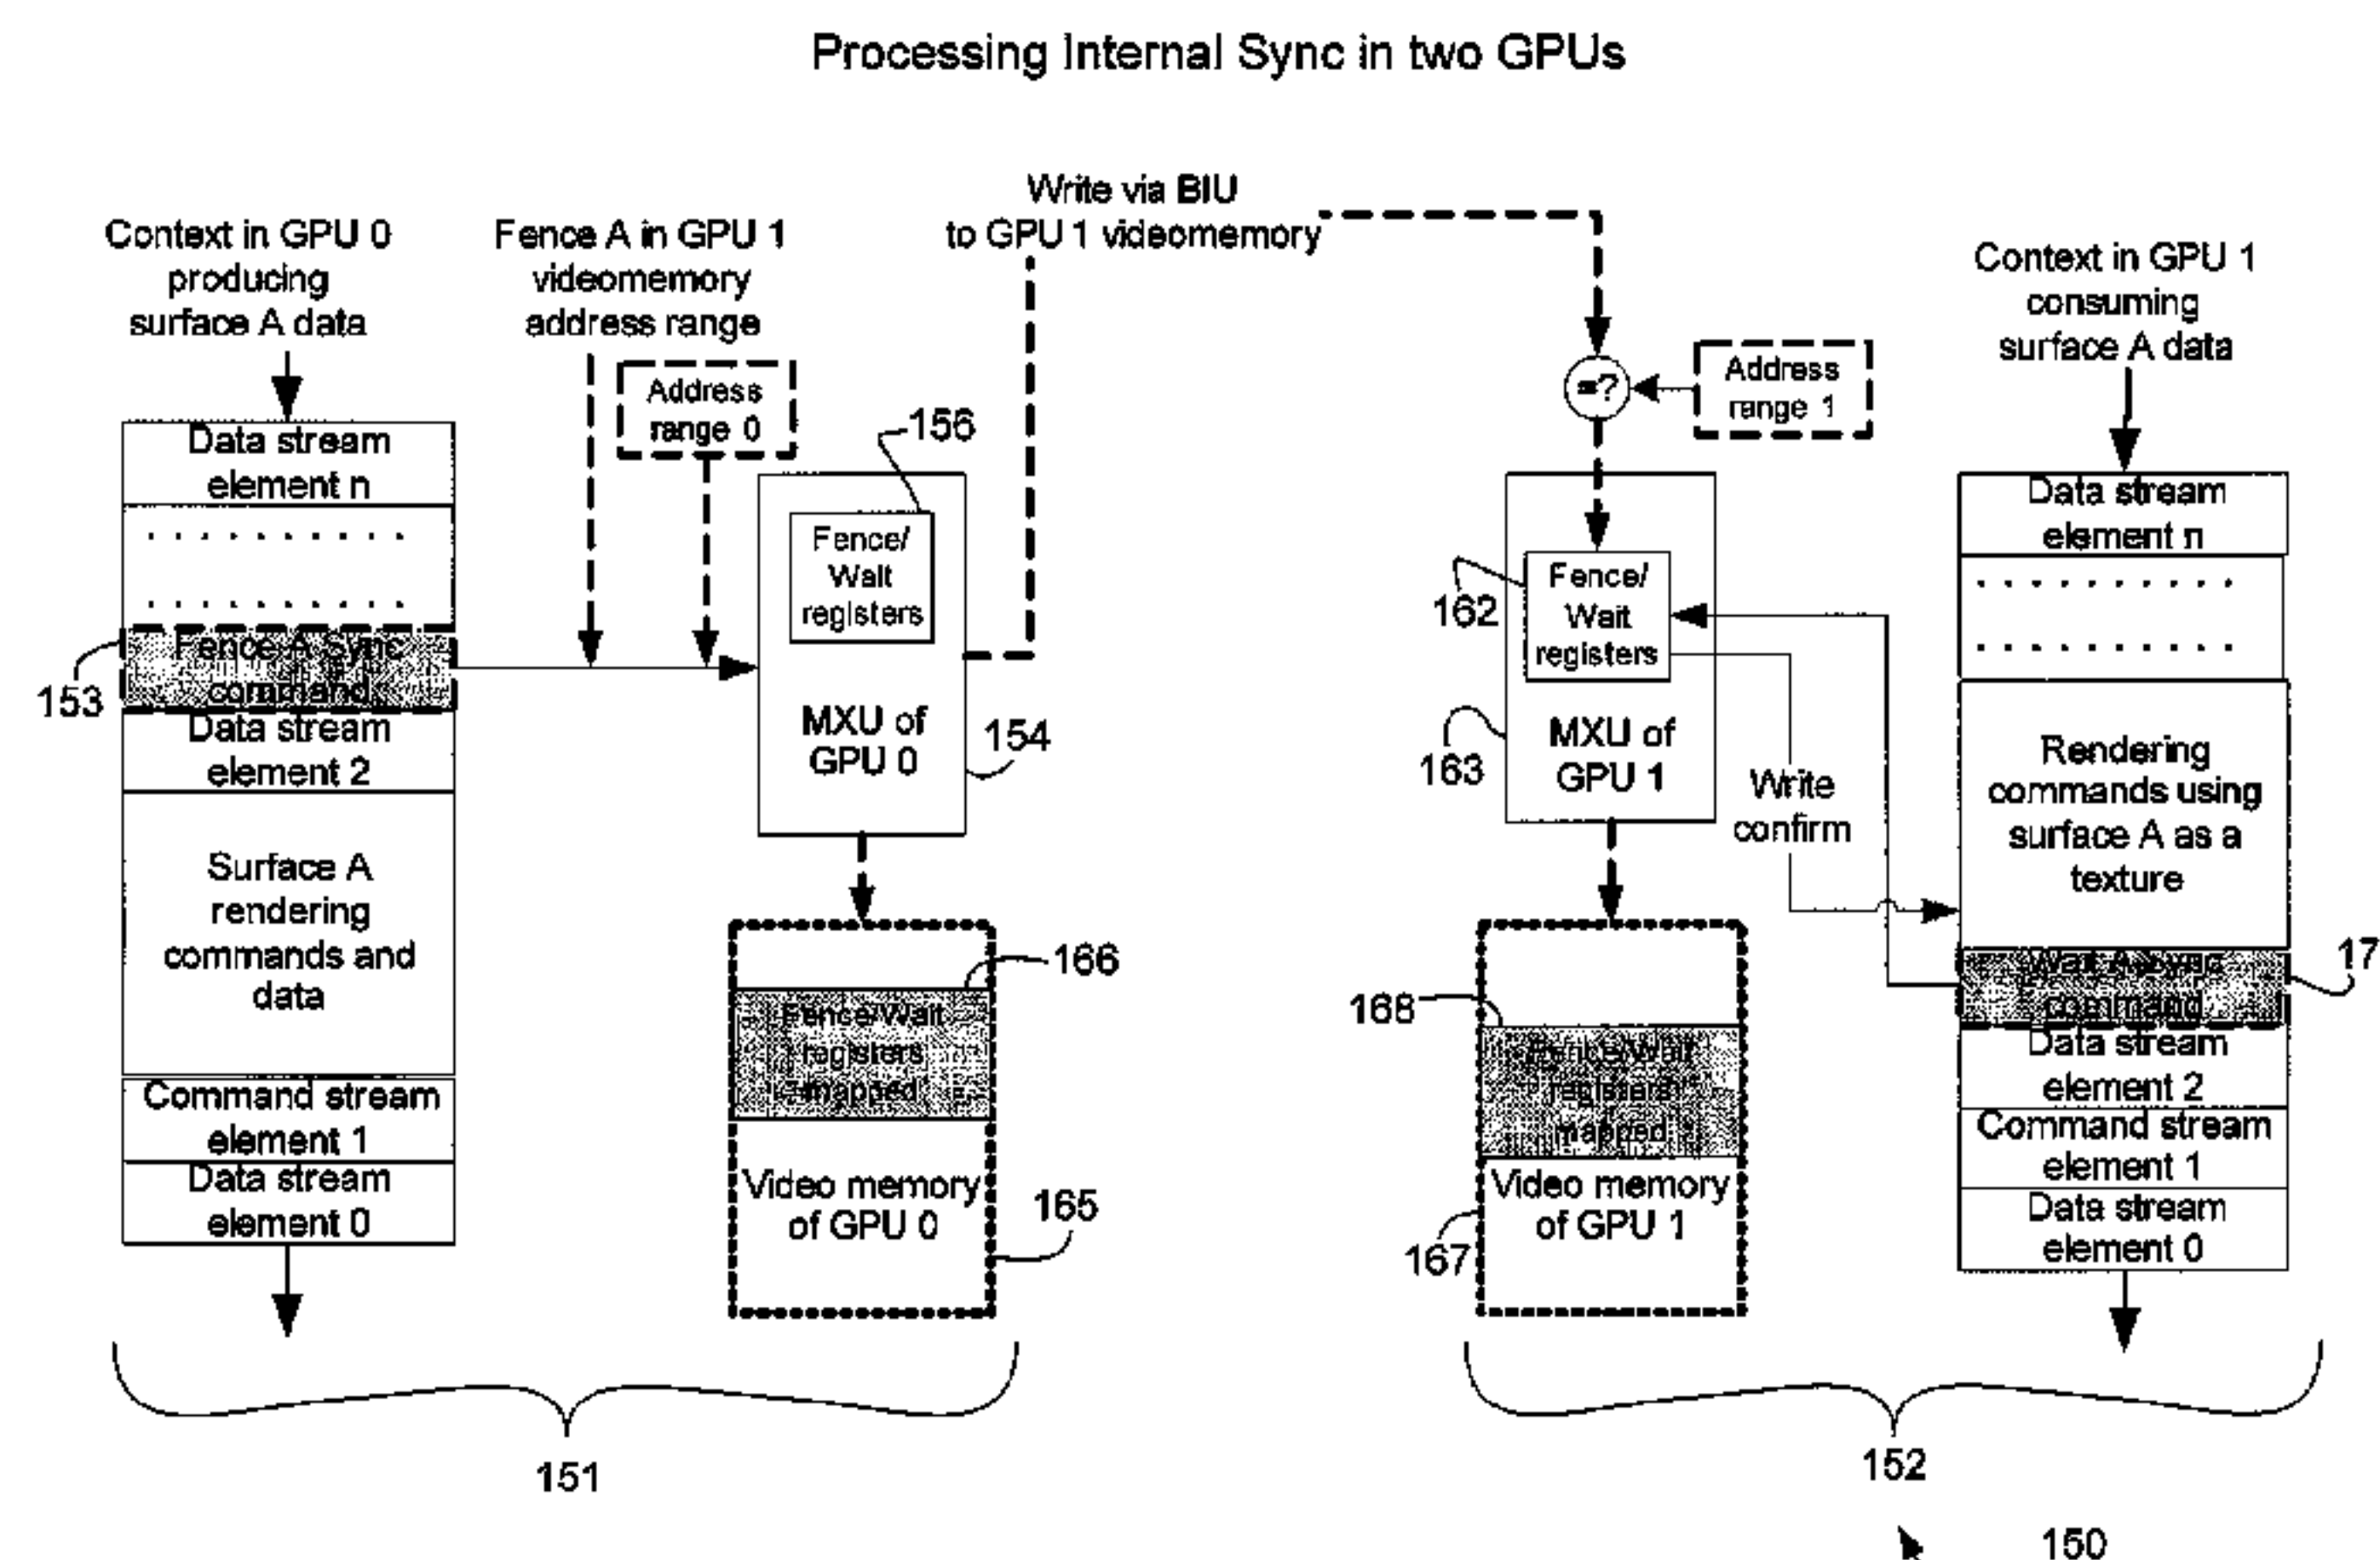 Processing Internal Sync in two GPUs
Context in GPU 0
producing
surface A data
Fence A in GPU 1
videomemory
address range
Write via BIU
to GPU 1 videomemory
Context in GPU 1
consuming
surface A data
Address
range 0
=?
Address
range 1
Data stream
element n
Fence A Sync
command
Data stream
element 2
Surface A
rendering
commands and
data
Command stream
element 1
Data stream
element 0
153
156
Fence/
Wait
registers
MXU of
GPU 0
154
166
Fence/Wait
registers
mapped
Video memory
of GPU 0
165
162
Fence/
Wait
registers
163
MXU of
GPU 1
Write
confirm
168
Fence/Wait
registers
mapped
Video memory
of GPU 1
167
Data stream
element n
Rendering
commands using
surface A as a
texture
Wait A Sync
command
17
Data stream
element 2
Command stream
element 1
Data stream
element 0
151
152
150